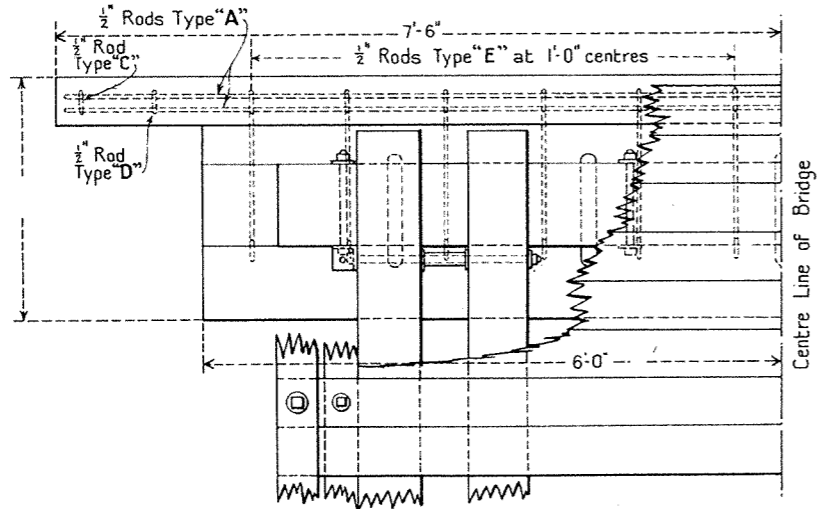 ½" Rods Type "A"
7'-6"
½" Rod
Type "C"
½" Rods Type "E" at 1'-0" centres
½" Rod
Type "D"
6'-0"
Centre Line of Bridge